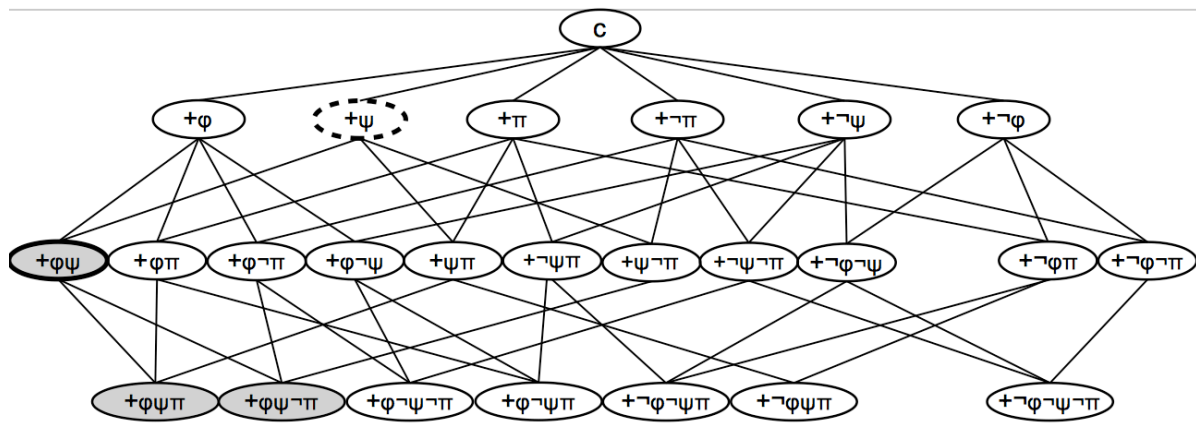 c
+φ +ψ +π +¬π +¬ψ +¬φ
+φψ +φπ +φ¬π +φ¬ψ +ψπ +¬ψπ +ψ¬π +¬ψ¬π +¬φ¬ψ +¬φπ +¬φ¬π
+φψπ +φψ¬π +φ¬ψ¬π +φ¬ψπ +¬φ¬ψπ +¬φψπ +¬φ¬ψ¬π